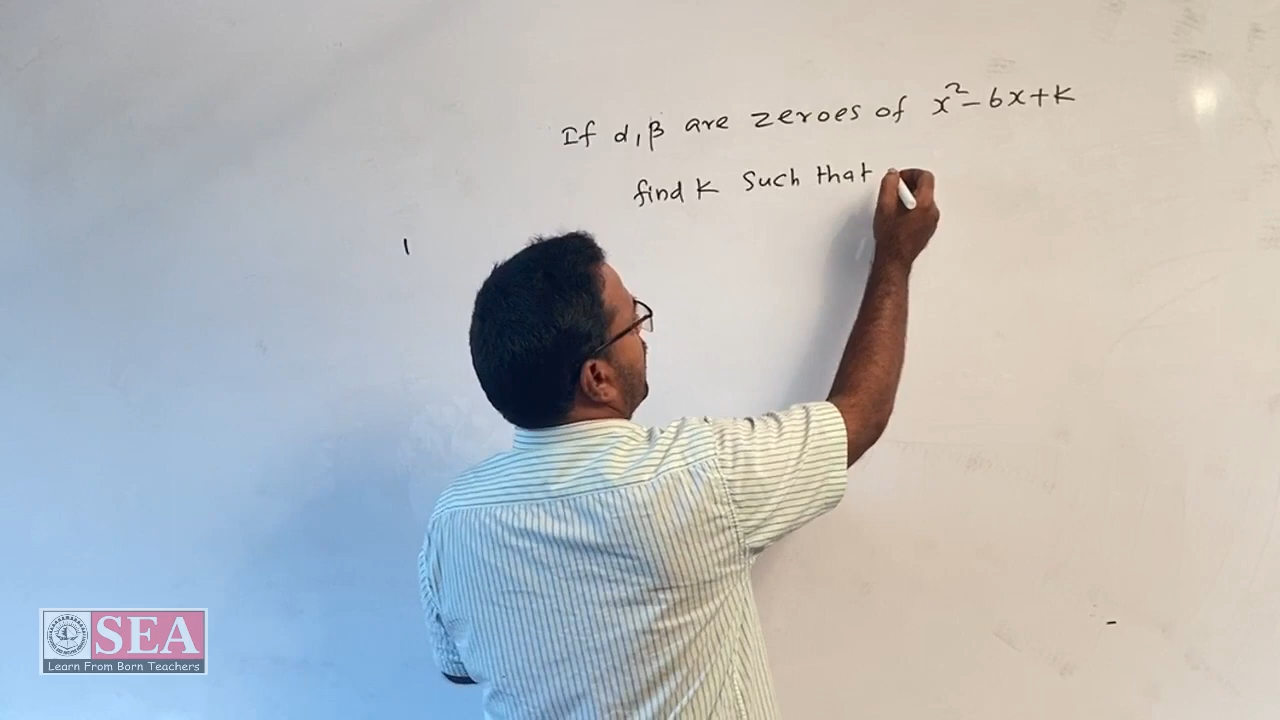 If α, β are zeroes of x² - 6x + k
find k such that
SEA
Learn From Born Teachers